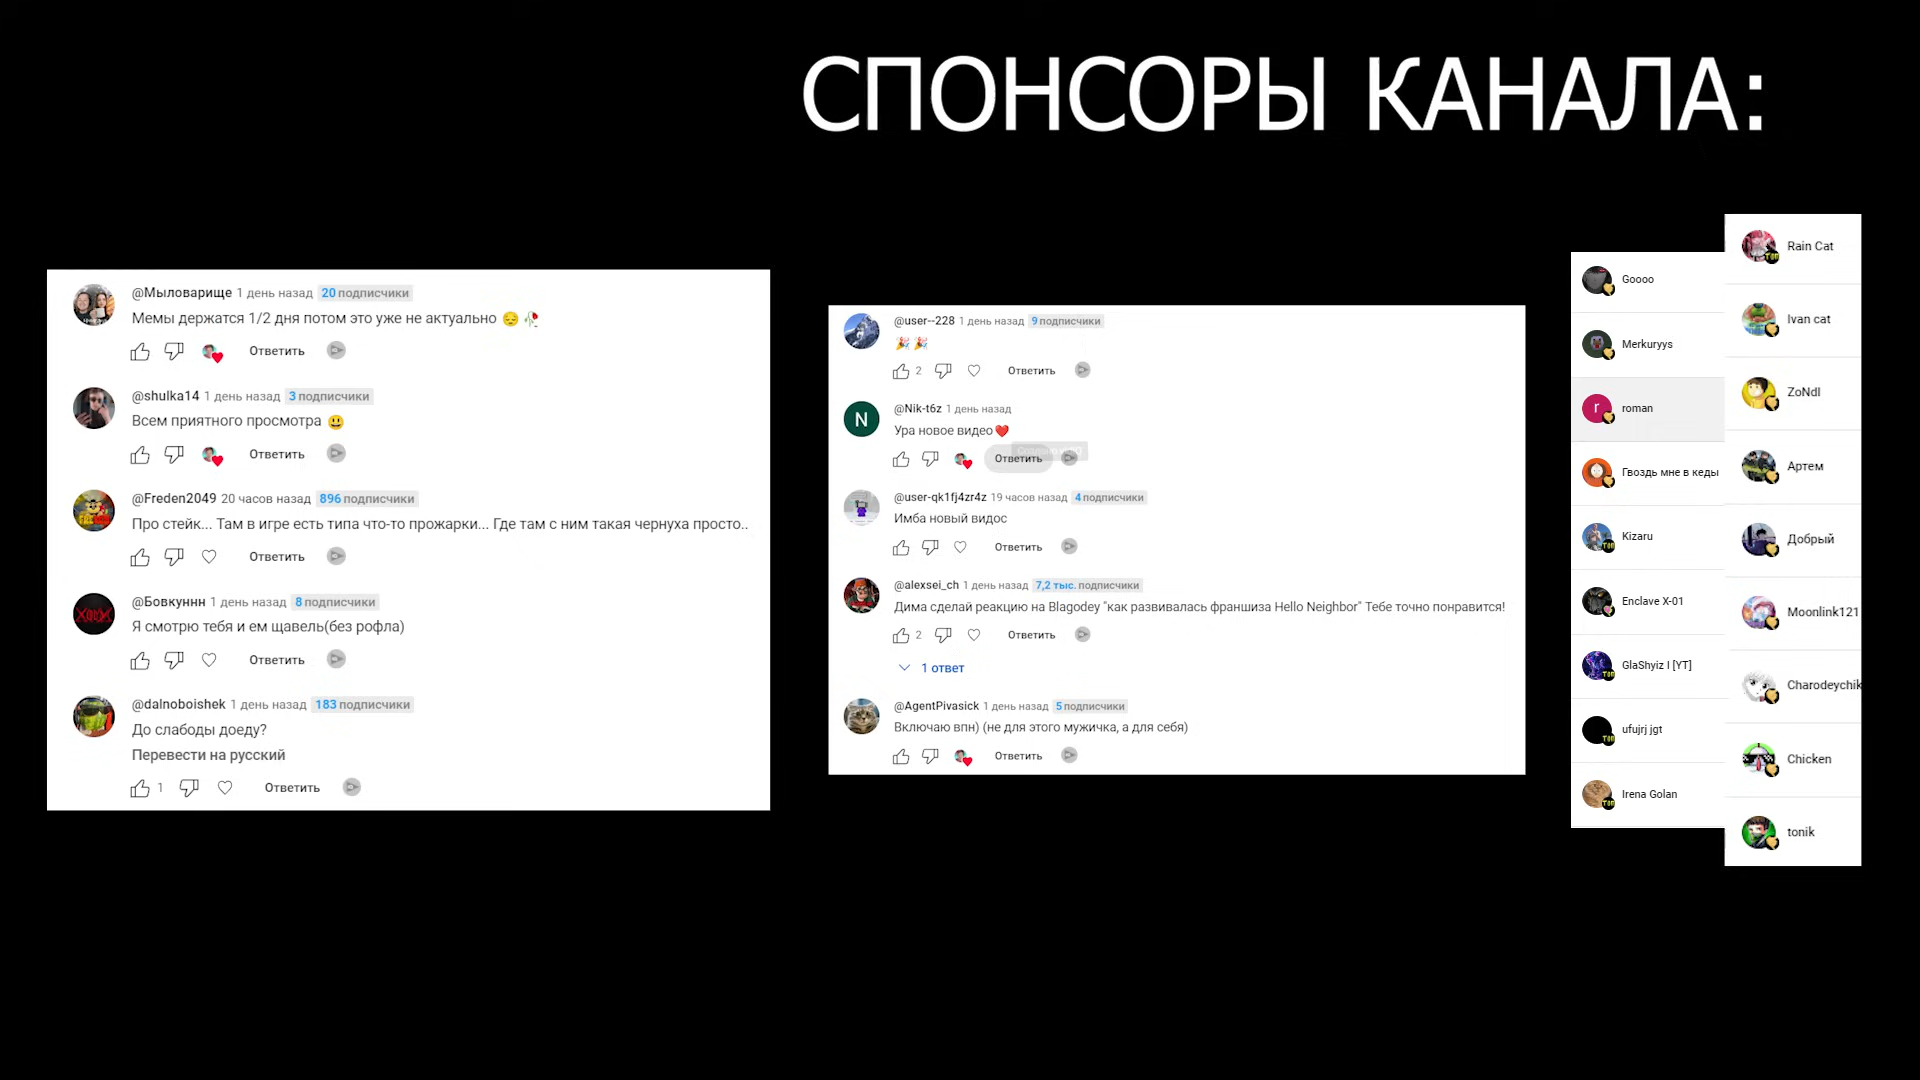 СПОНСОРЫ КАНАЛА:
@Мыловарище 1 день назад 20 подписчики
Мемы держатся 1/2 дня потом это уже не актуально 😔 🥀
Ответить
@shulka14 1 день назад 3 подписчики
Всем приятного просмотра 😃
Ответить
@Freden2049 20 часов назад 896 подписчики
Про стейк... Там в игре есть типа что-то прожарки... Где там с ним такая чернуха просто..
Ответить
@Бовкуннн 1 день назад 8 подписчики
Я смотрю тебя и ем щавель(без рофла)
Ответить
@dalnoboishek 1 день назад 183 подписчики
До слабоды доеду?
Перевести на русский
1 Ответить
@user--228 1 день назад 9 подписчики
🎉 🎉
2 Ответить
N
@Nik-t6z 1 день назад
Ура новое видео❤️
Ответить
@user-qk1fj4zr4z 19 часов назад 4 подписчики
Имба новый видос
Ответить
@alexsei_ch 1 день назад 7,2 тыс. подписчики
Дима сделай реакцию на Blagodey "как развивалась франшиза Hello Neighbor" Тебе точно понравится!
2 Ответить
1 ответ
@AgentPivasick 1 день назад 5 подписчики
Включаю впн) (не для этого мужичка, а для себя)
Ответить
Goooo
Merkuryys
r
roman
Гвоздь мне в кеды
Kizaru
Enclave X-01
GlaShyiz I [YT]
ufujrj jgt
Irena Golan
Rain Cat
Ivan cat
ZoNdl
Артем
Добрый
Moonlink121
Charodeychik
Chicken
tonik